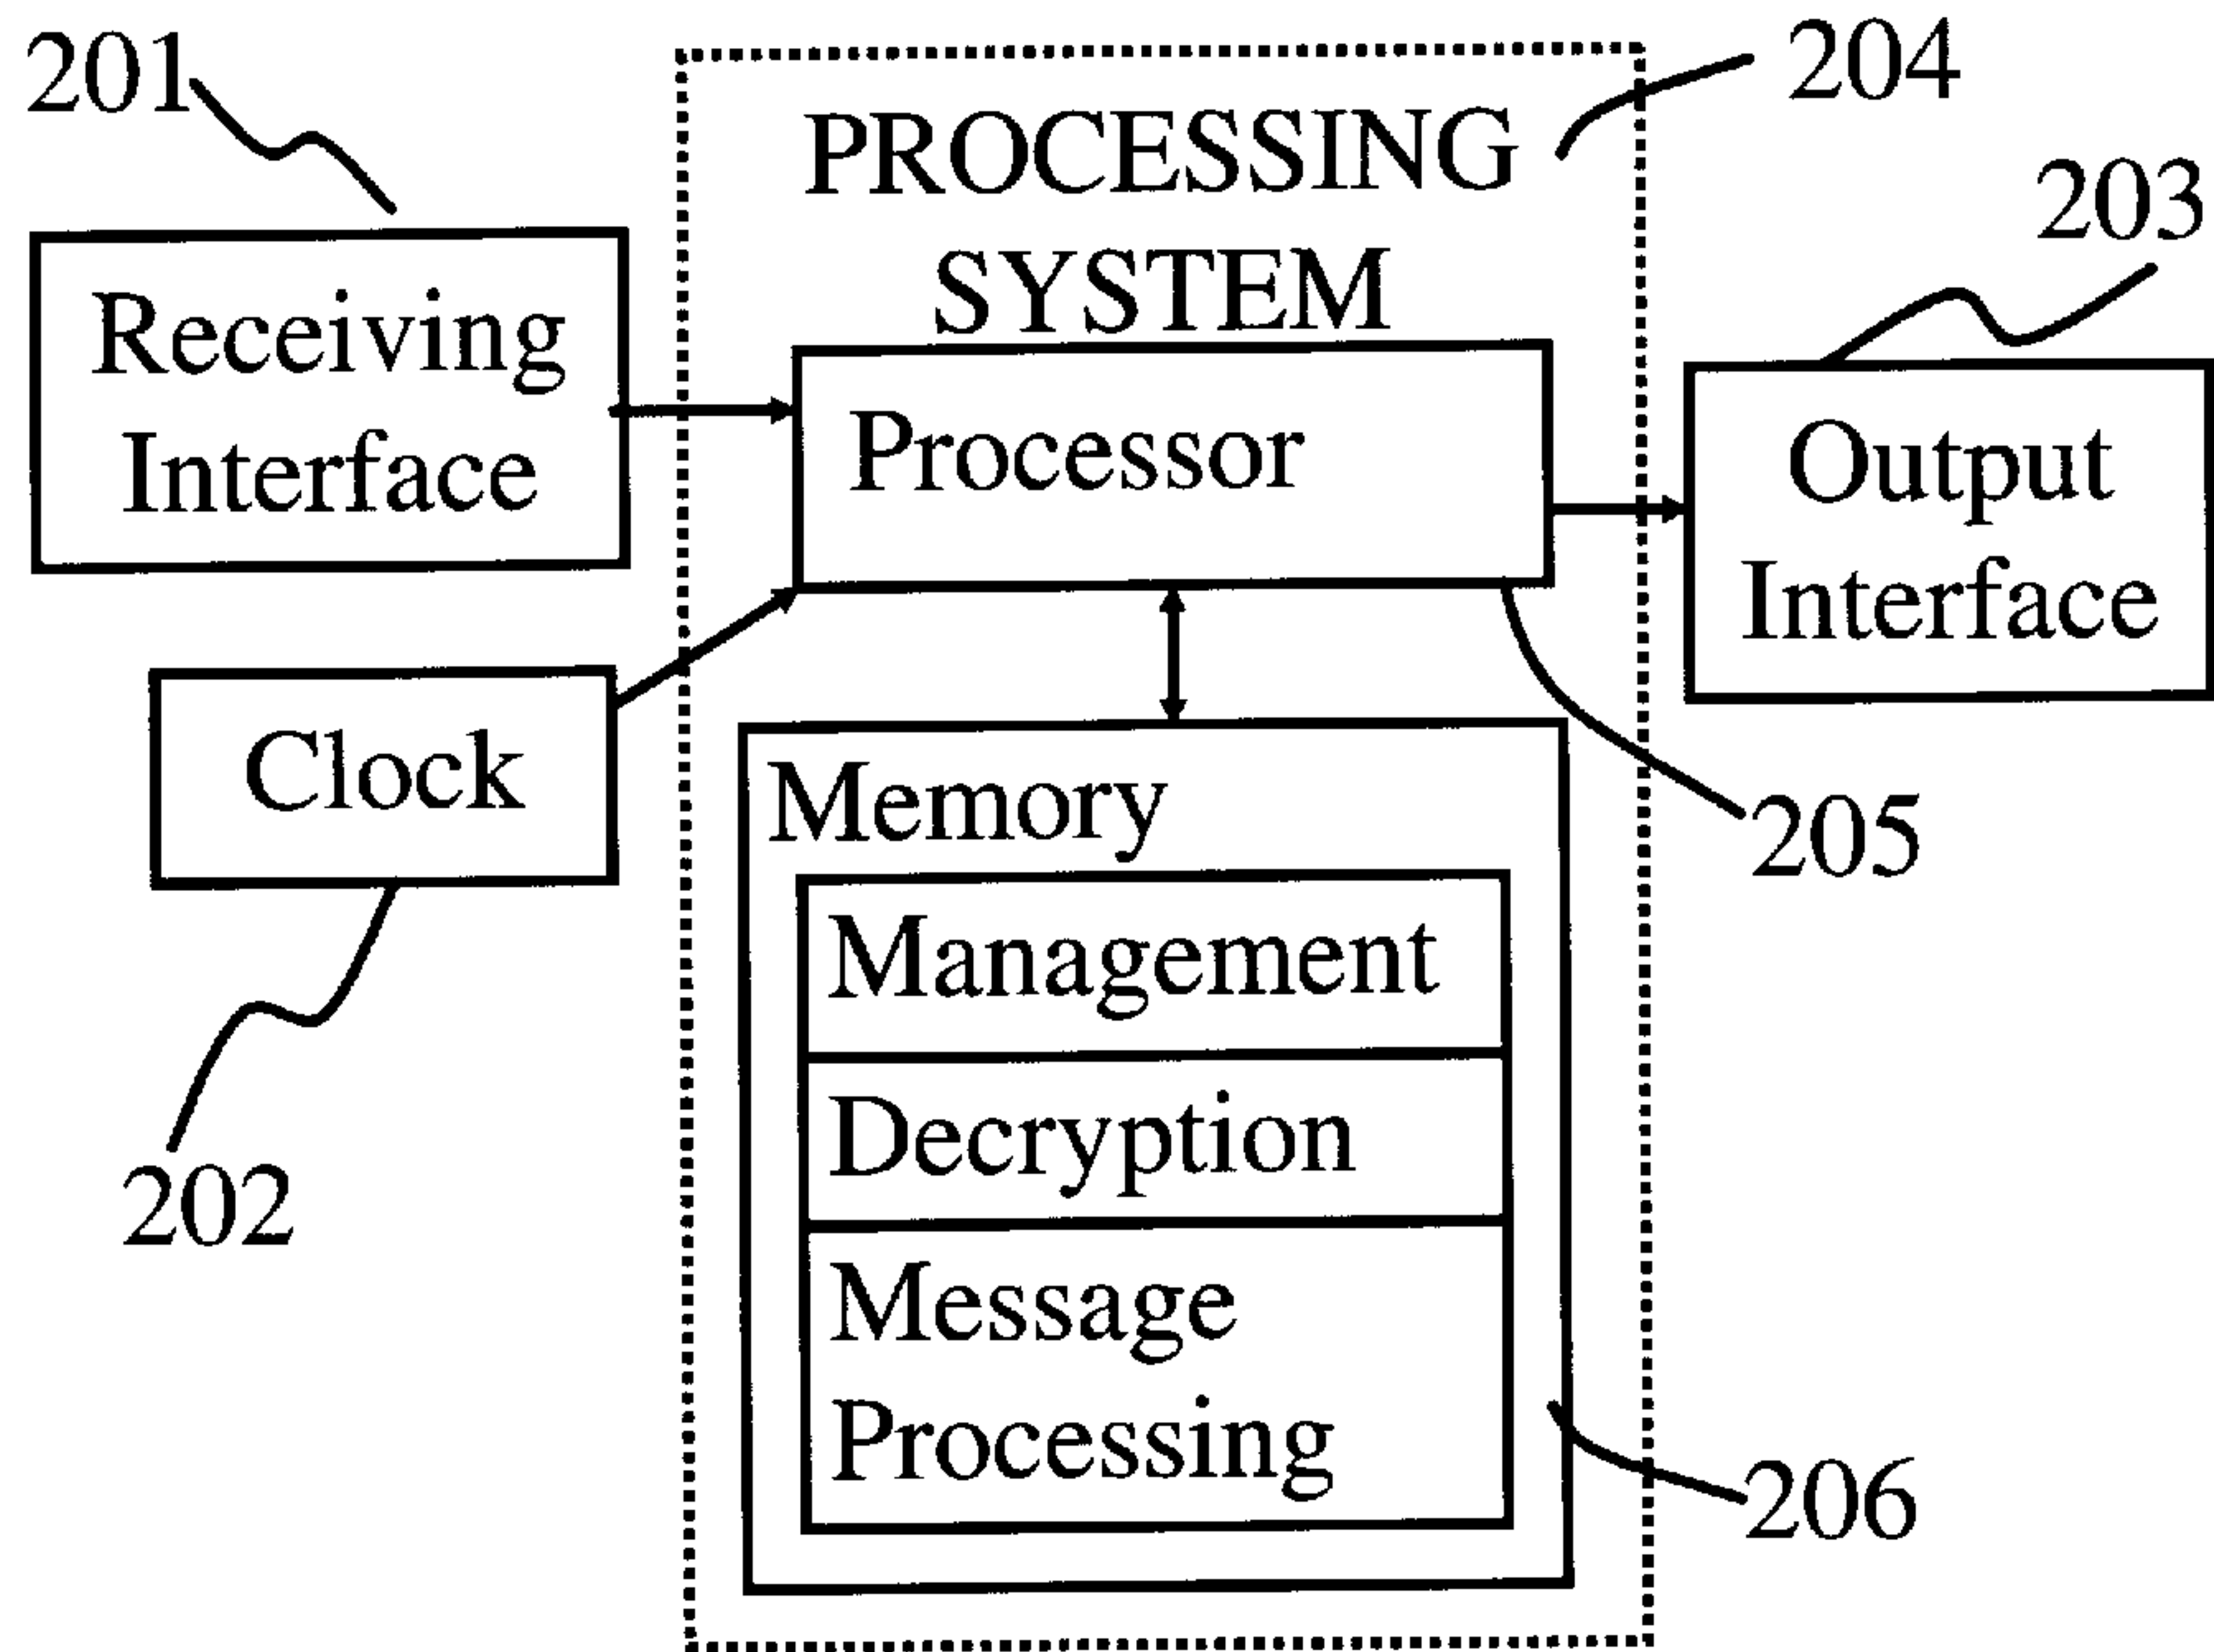 201
204
PROCESSING
SYSTEM
203
Receiving
Interface
Processor
Output
Interface
Clock
Memory
205
Management
Decryption
202
Message
Processing
206